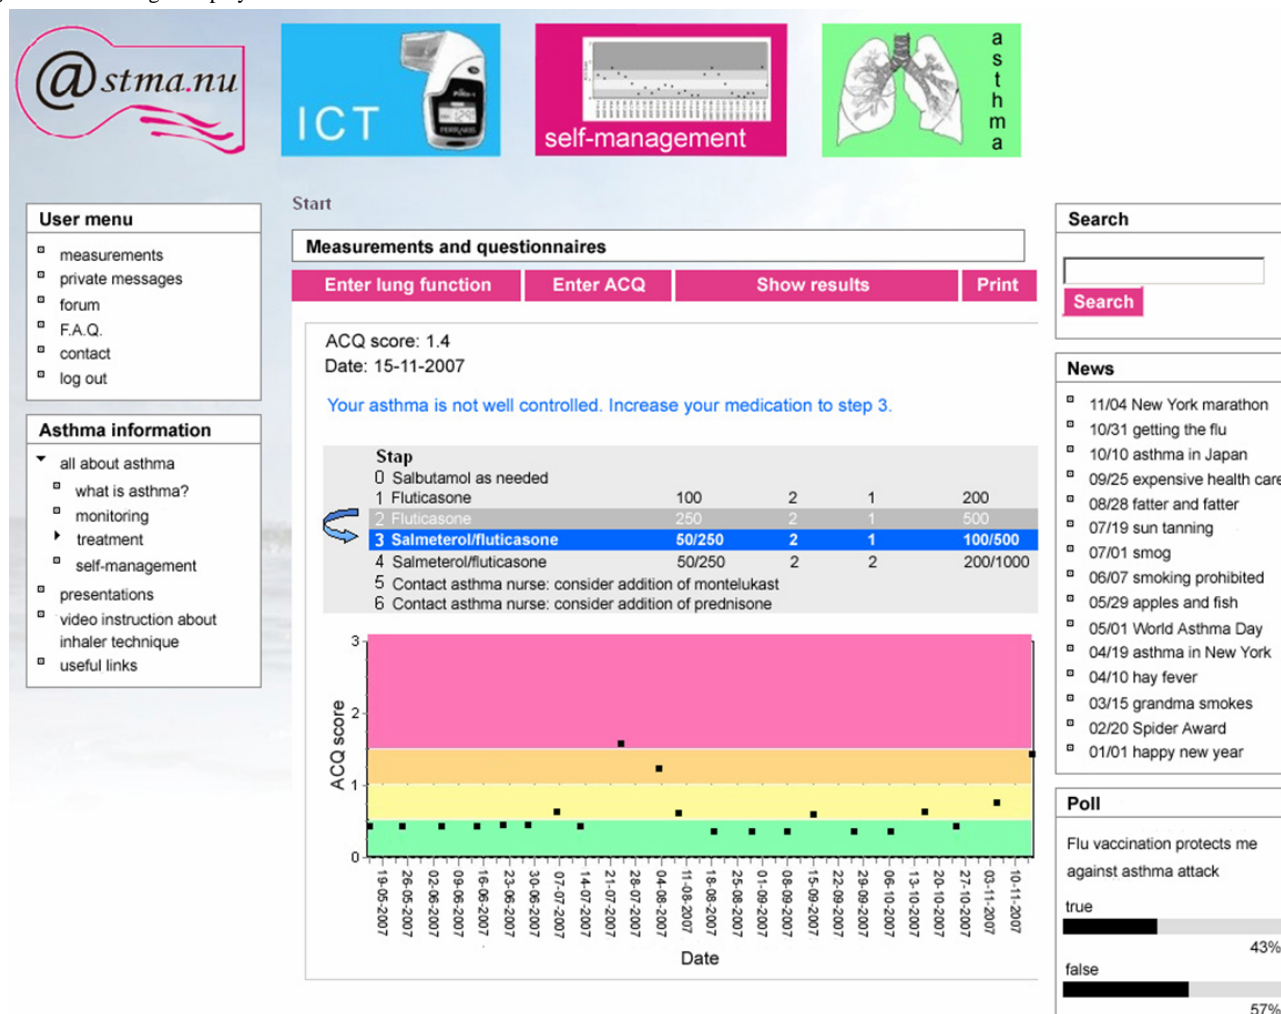 @stma.nu
ICT
self-management
asthma
Start
User menu
measurements
private messages
forum
F.A.Q.
contact
log out
Asthma information
all about asthma
what is asthma?
monitoring
treatment
self-management
presentations
video instruction about
inhaler technique
useful links
Measurements and questionnaires
Enter lung function Enter ACQ Show results Print
ACQ score: 1.4
Date: 15-11-2007
Your asthma is not well controlled. Increase your medication to step 3.
Stap
0 Salbutamol as needed
1 Fluticasone 100 2 1 200
2 Fluticasone 250 2 1 500
3 Salmeterol/fluticasone 50/250 2 1 100/500
4 Salmeterol/fluticasone 50/250 2 2 200/1000
5 Contact asthma nurse: consider addition of montelukast
6 Contact asthma nurse: consider addition of prednisone
ACQ score
3
2
1
0
19-05-2007
26-05-2007
02-06-2007
09-06-2007
16-06-2007
23-06-2007
30-06-2007
07-07-2007
14-07-2007
21-07-2007
28-07-2007
04-08-2007
11-08-2007
18-08-2007
25-08-2007
01-09-2007
08-09-2007
15-09-2007
22-09-2007
29-09-2007
06-10-2007
13-10-2007
20-10-2007
27-10-2007
03-11-2007
10-11-2007
Date
Search
Search
News
11/04 New York marathon
10/31 getting the flu
10/10 asthma in Japan
09/25 expensive health care
08/28 fatter and fatter
07/19 sun tanning
07/01 smog
06/07 smoking prohibited
05/29 apples and fish
05/01 World Asthma Day
04/19 asthma in New York
04/10 hay fever
03/15 grandma smokes
02/20 Spider Award
01/01 happy new year
Poll
Flu vaccination protects me
against asthma attack
true
43%
false
57%